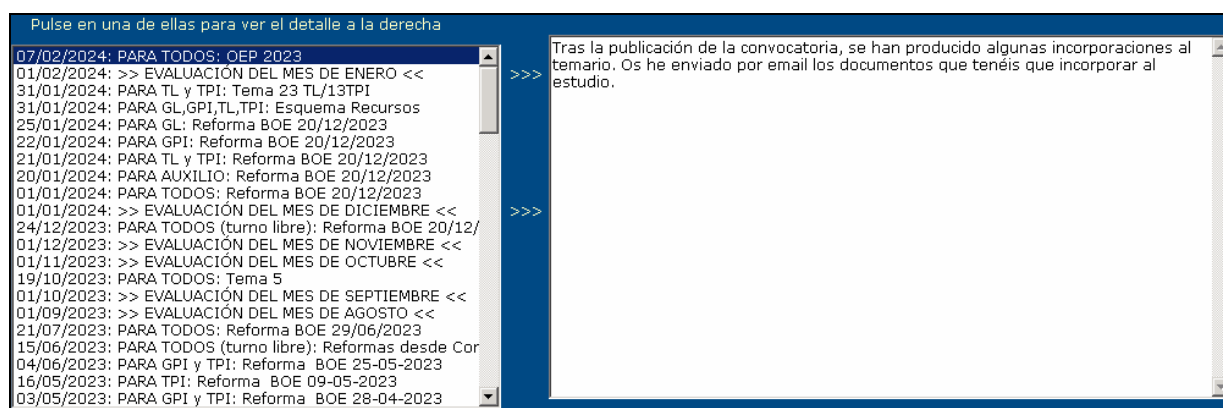 Pulse en una de ellas para ver el detalle a la derecha
07/02/2024: PARA TODOS: OEP 2023
01/02/2024: >> EVALUACIÓN DEL MES DE ENERO <<
31/01/2024: PARA TL y TPI: Tema 23 TL/13TPI
31/01/2024: PARA GL,GPI,TL,TPI: Esquema Recursos
25/01/2024: PARA GL: Reforma BOE 20/12/2023
22/01/2024: PARA GPI: Reforma BOE 20/12/2023
21/01/2024: PARA TL y TPI: Reforma BOE 20/12/2023
20/01/2024: PARA AUXILIO: Reforma BOE 20/12/2023
01/01/2024: PARA TODOS: Reforma BOE 20/12/2023
01/01/2024: >> EVALUACIÓN DEL MES DE DICIEMBRE <<
24/12/2023: PARA TODOS (turno libre): Reforma BOE 20/12/
01/12/2023: >> EVALUACIÓN DEL MES DE NOVIEMBRE <<
01/11/2023: >> EVALUACIÓN DEL MES DE OCTUBRE <<
19/10/2023: PARA TODOS: Tema 5
01/10/2023: >> EVALUACIÓN DEL MES DE SEPTIEMBRE <<
01/09/2023: >> EVALUACIÓN DEL MES DE AGOSTO <<
21/07/2023: PARA TODOS: Reforma BOE 29/06/2023
15/06/2023: PARA TODOS (turno libre): Reformas desde Cor
04/06/2023: PARA GPI y TPI: Reforma  BOE 25-05-2023
16/05/2023: PARA TPI: Reforma  BOE 09-05-2023
03/05/2023: PARA GPI y TPI: Reforma  BOE 28-04-2023
>>>
>>>
Tras la publicación de la convocatoria, se han producido algunas incorporaciones al
temario. Os he enviado por email los documentos que tenéis que incorporar al
estudio.